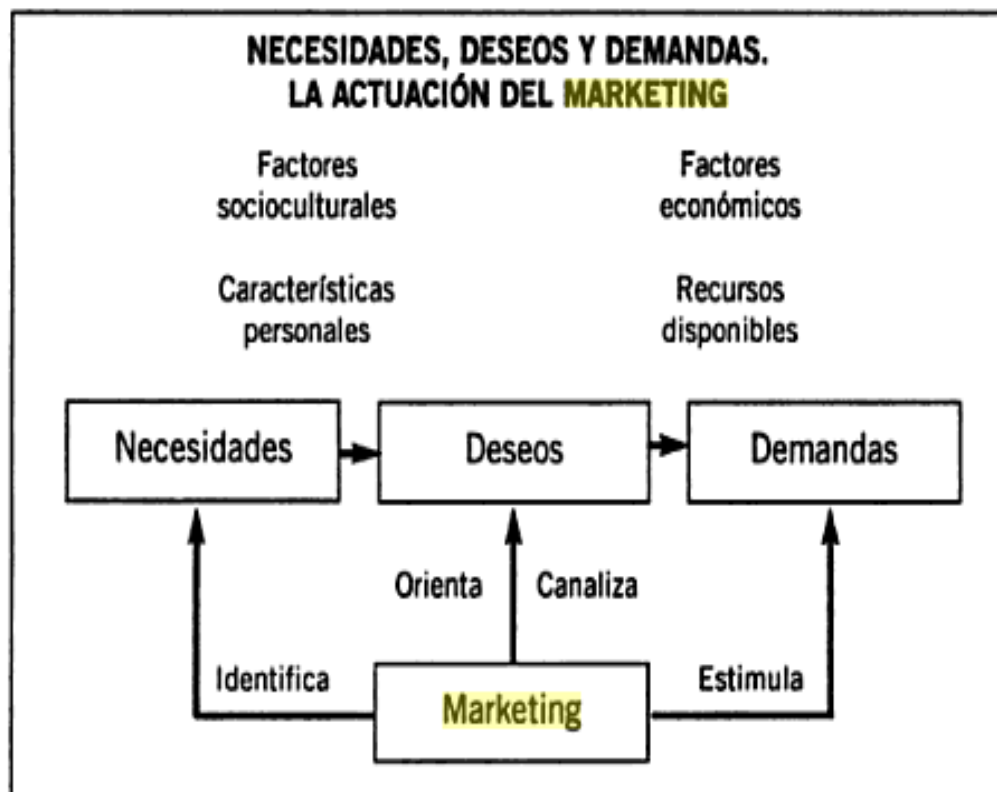 NECESIDADES, DESEOS Y DEMANDAS.
LA ACTUACIÓN DEL MARKETING
Factores
socioculturales
Factores
económicos
Características
personales
Recursos
disponibles
Necesidades
Deseos
Demandas
Orienta
Canaliza
Identifica
Marketing
Estimula